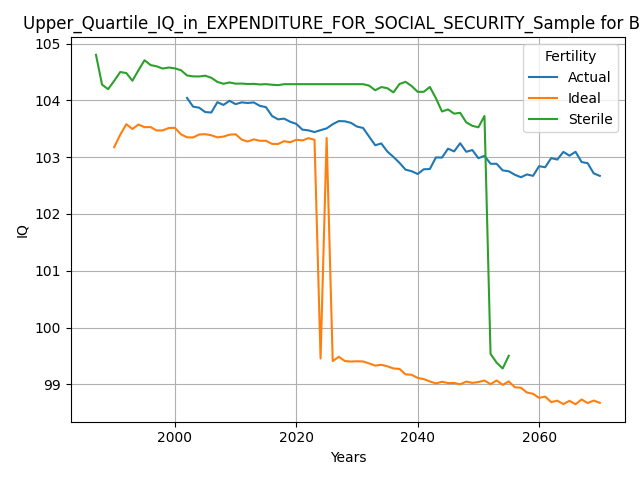 Upper_Quartile_IQ_in_EXPENDITURE_FOR_SOCIAL_SECURITY_Sample for B
105
104
103
102
101
100
99
IQ
Fertility
Actual
Ideal
Sterile
2000
2020
2040
2060
Years